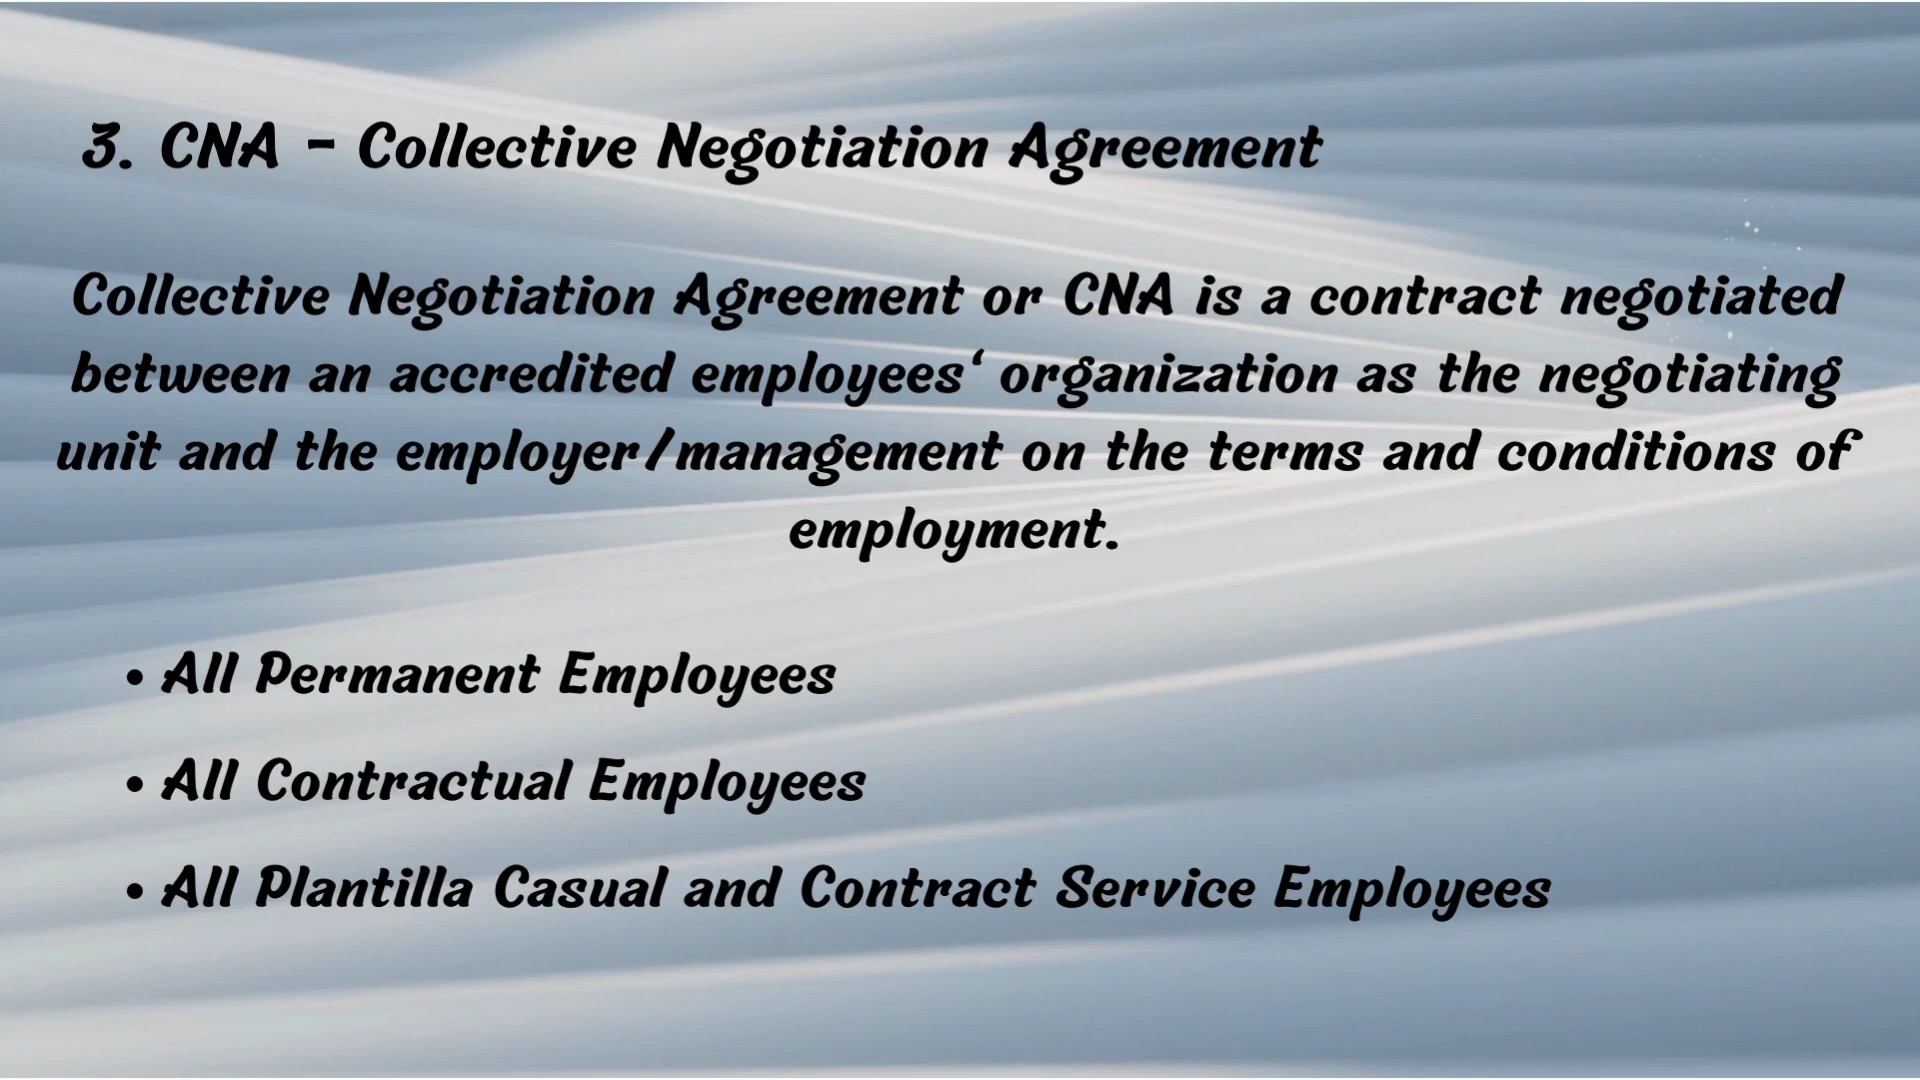 3. CNA - Collective Negotiation Agreement
Collective Negotiation Agreement or CNA is a contract negotiated
between an accredited employees‘ organization as the negotiating
unit and the employer/management on the terms and conditions of
employment.
• All Permanent Employees
• All Contractual Employees
• All Plantilla Casual and Contract Service Employees